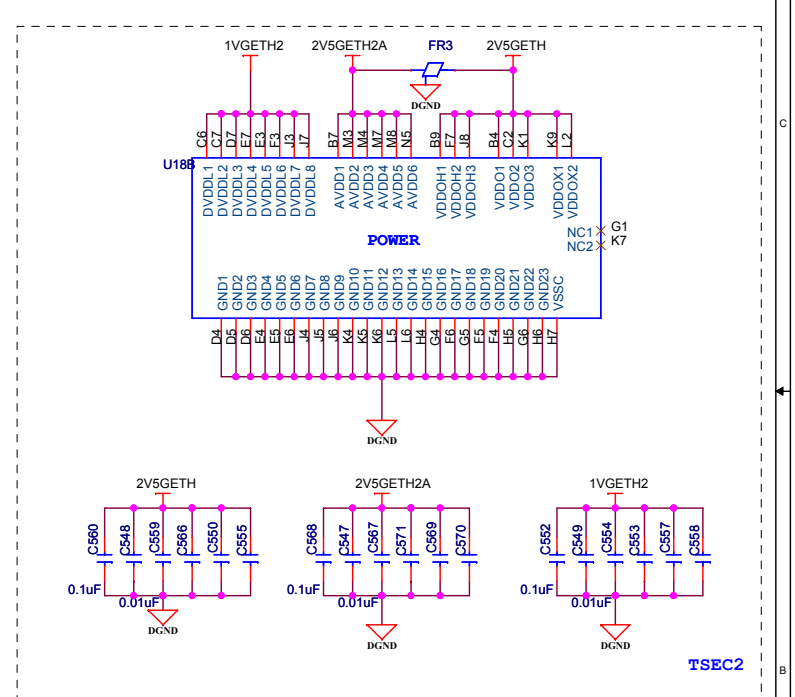 1VGETH2 2V5GETH2A FR3 2V5GETH
DGND
C
C6 C7 D7 E7 E3 F3 J3 J7 B7 M3 M4 M7 M8 N5 B9 F7 J8 B4 C2 K1 K9 L2
U18B
DVDDL1 DVDDL2 DVDDL3 DVDDL4 DVDDL5 DVDDL6 DVDDL7 DVDDL8 AVDD1 AVDD2 AVDD3 AVDD4 AVDD5 AVDD6 VDDOH1 VDDOH2 VDDOH3 VDDO1 VDDO2 VDDO3 VDDOX1 VDDOX2
NC1 G1
POWER
NC2 K7
GND1 GND2 GND3 GND4 GND5 GND6 GND7 GND8 GND9 GND10 GND11 GND12 GND13 GND14 GND15 GND16 GND17 GND18 GND19 GND20 GND21 GND22 GND23 VSSC
D4 D5 D6 E4 E5 E6 J4 J5 J6 K4 K5 K6 L5 L6 H4 G4 F6 G5 F5 F4 H5 G6 H6 H7
DGND
2V5GETH 2V5GETH2A 1VGETH2
C560 C548 C559 C566 C550 C555 C568 C547 C567 C571 C569 C570 C552 C549 C554 C553 C557 C558
0.1uF 0.01uF 0.1uF 0.01uF 0.1uF 0.01uF
DGND DGND DGND
TSEC2
B